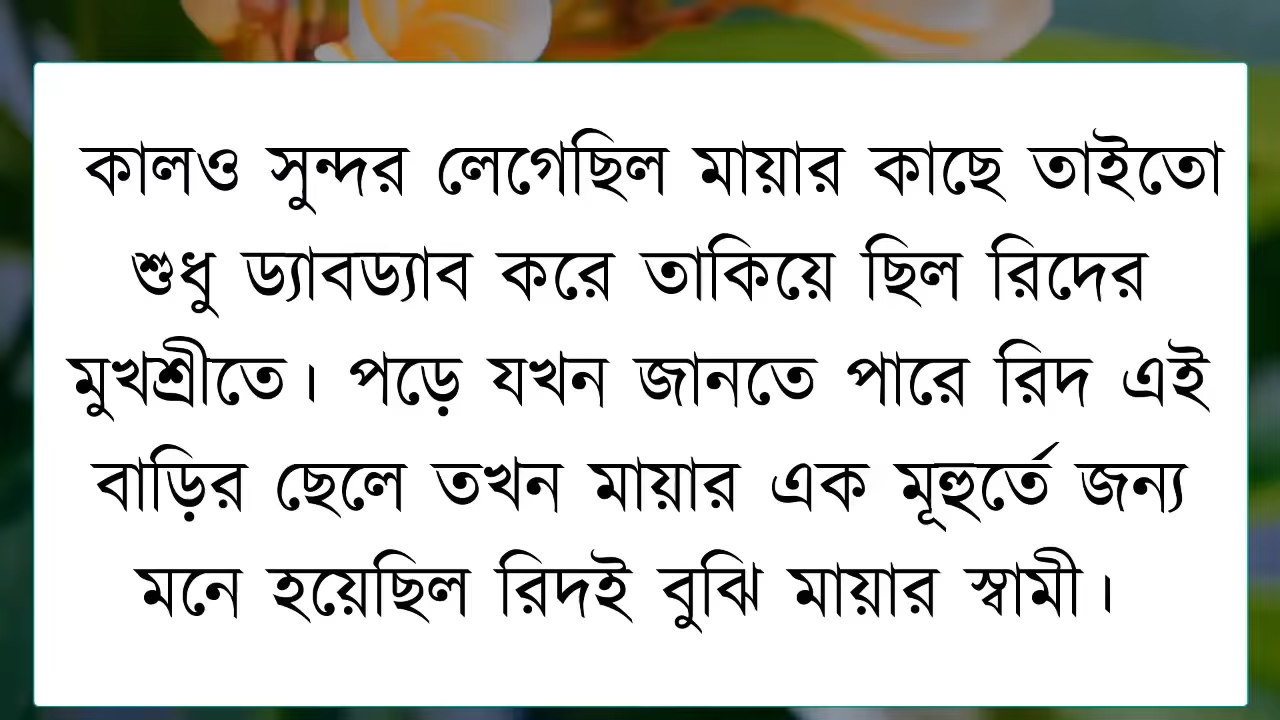 কালও সুন্দর লেগেছিল মায়ার কাছে তাইতো
শুধু ড্যাবড্যাব করে তাকিয়ে ছিল রিদের
মুখশ্রীতে। পড়ে যখন জানতে পারে রিদ এই
বাড়ির ছেলে তখন মায়ার এক মূহুর্তে জন্য
মনে হয়েছিল রিদই বুঝি মায়ার স্বামী।